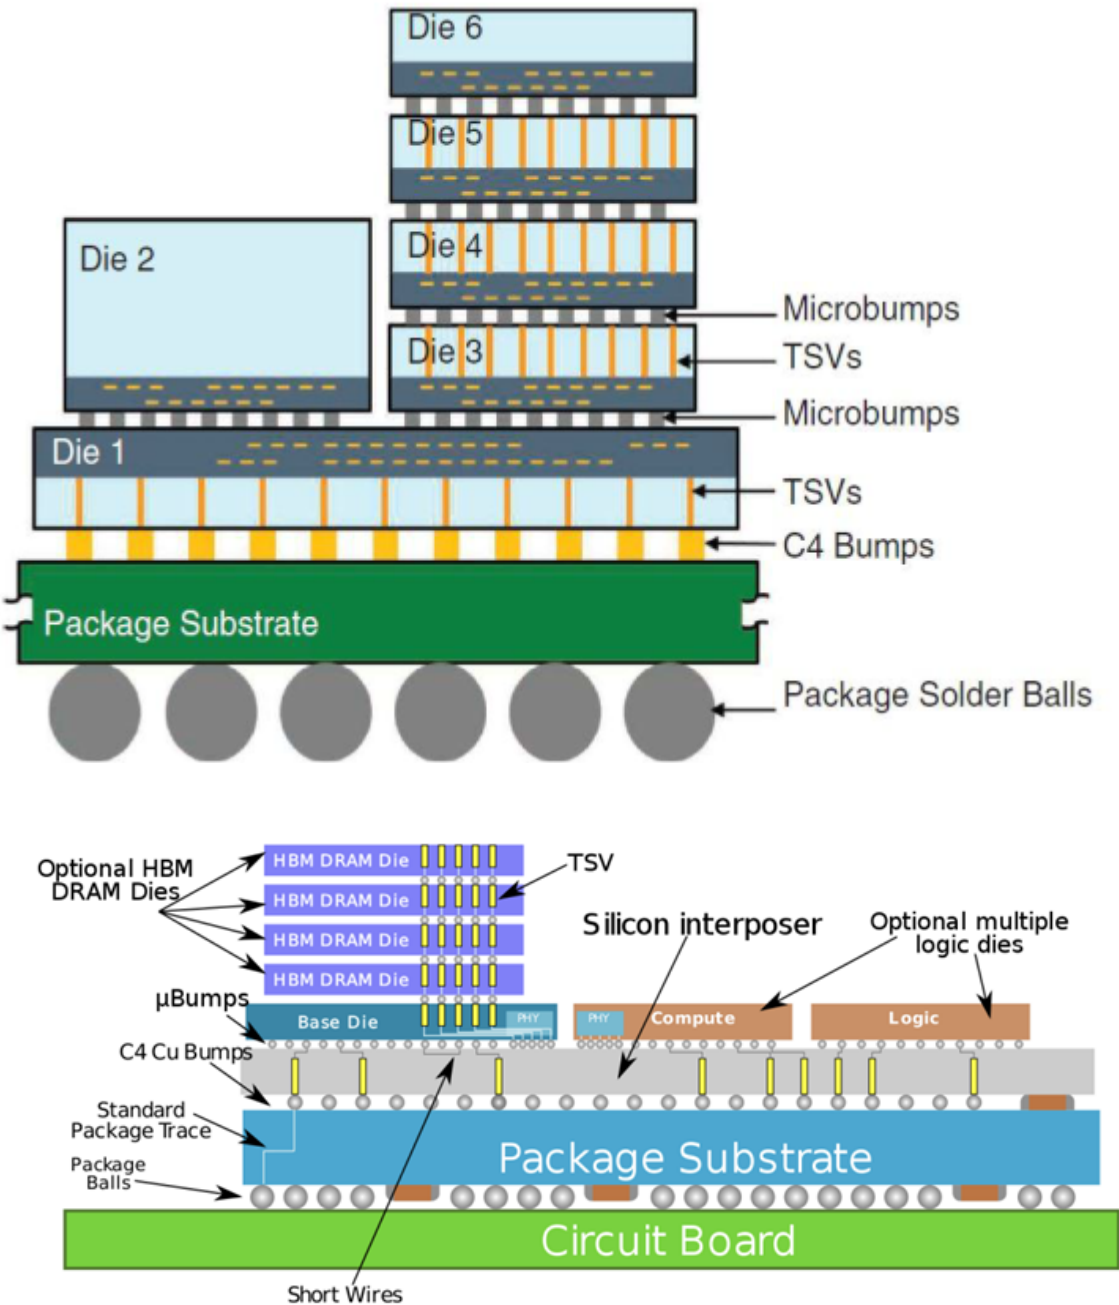 Die 6
Die 5
Die 4
Die 2
Microbumps
Die 3
TSVs
Microbumps
Die 1
TSVs
C4 Bumps
Package Substrate
Package Solder Balls
Optional HBM
DRAM Dies
HBM DRAM Die
TSV
HBM DRAM Die
HBM DRAM Die
HBM DRAM Die
Silicon interposer
Optional multiple
logic dies
µBumps
Base Die
PHY
PHY
Compute
Logic
C4 Cu Bumps
Standard
Package Trace
Package Substrate
Package
Balls
Circuit Board
Short Wires